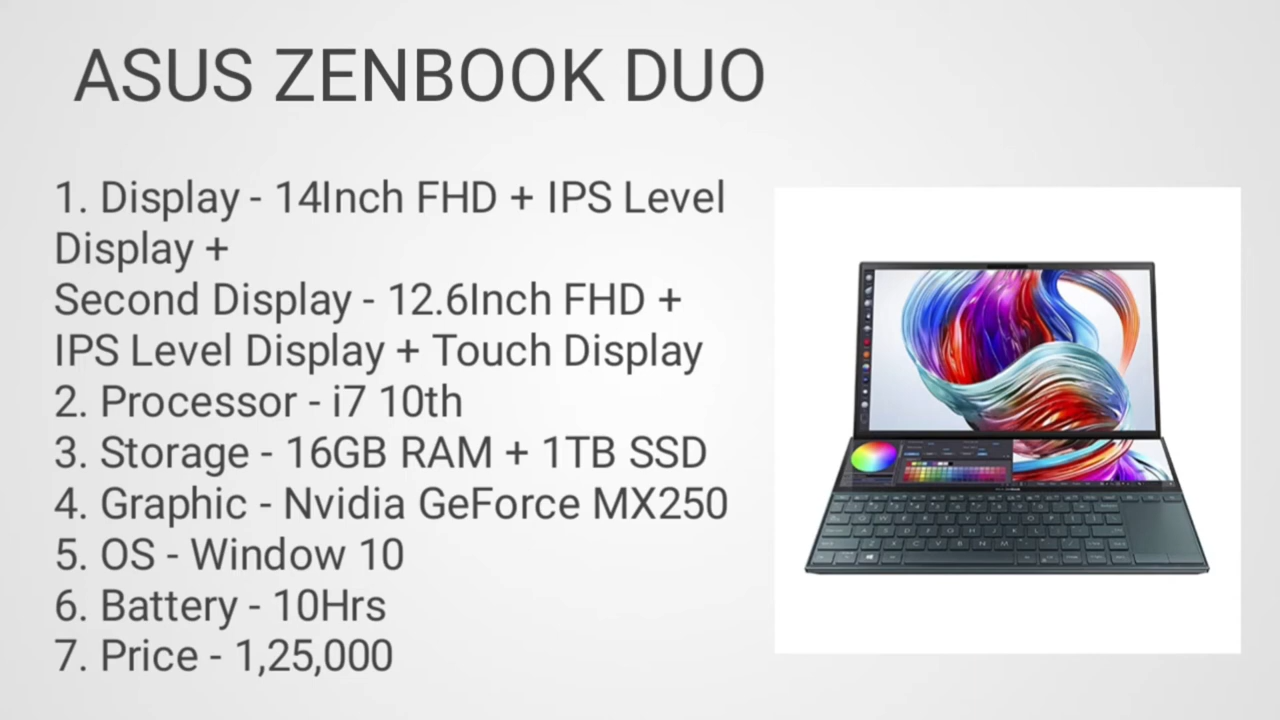 ASUS ZENBOOK DUO
1. Display - 14Inch FHD + IPS Level
Display +
Second Display - 12.6Inch FHD +
IPS Level Display + Touch Display
2. Processor - i7 10th
3. Storage - 16GB RAM + 1TB SSD
4. Graphic - Nvidia GeForce MX250
5. OS - Window 10
6. Battery - 10Hrs
7. Price - 1,25,000